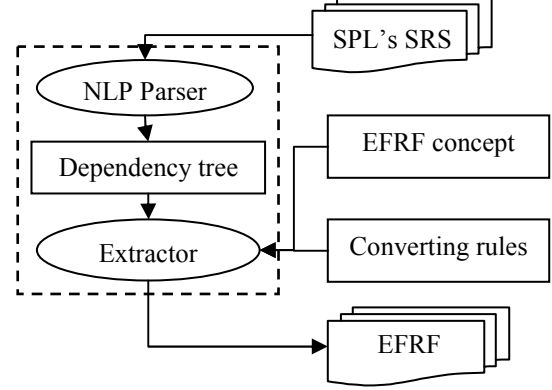 SPL's SRS
NLP Parser
Dependency tree
EFRF concept
Extractor
Converting rules
EFRF